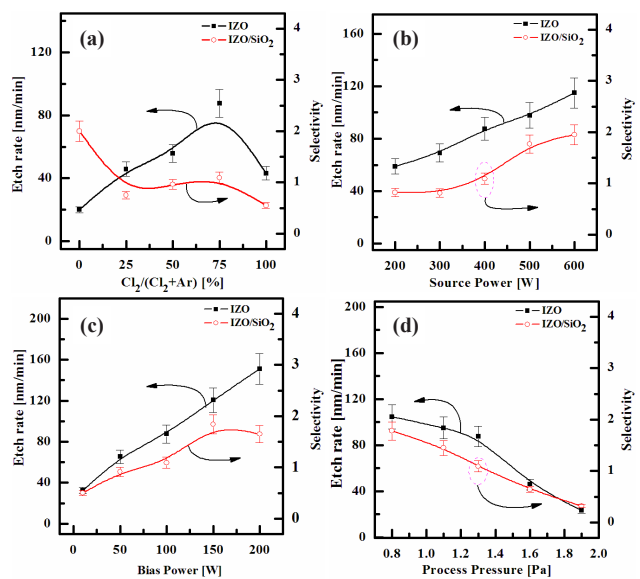 (a)
IZO
IZO/SiO2
Etch rate [nm/min]
Selectivity
140
120
80
40
0
4
3
2
1
0
0 25 50 75 100
Cl2/(Cl2+Ar) [%]
(b)
IZO
IZO/SiO2
Etch rate [nm/min]
Selectivity
160
120
80
40
0
4
3
2
1
0
200 300 400 500 600
Source Power [W]
(c)
IZO
IZO/SiO2
Etch rate [nm/min]
Selectivity
200
160
120
80
40
0
4
3
2
1
0
0 50 100 150 200
Bias Power [W]
(d)
IZO
IZO/SiO2
Etch rate [nm/min]
Selectivity
200
160
120
80
40
0
4
3
2
1
0
0.8 1.0 1.2 1.4 1.6 1.8 2.0
Process Pressure [Pa]